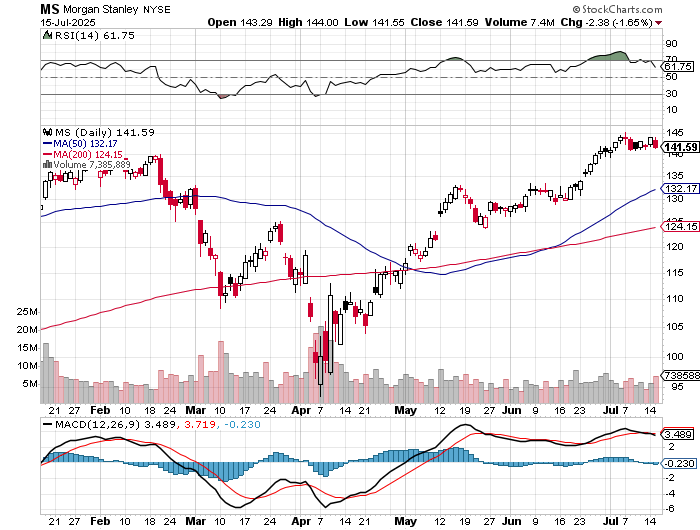 MS Morgan Stanley NYSE
© StockCharts.com
15-Jul-2025
Open 143.29 High 144.00 Low 141.55 Close 141.59 Volume 7.4M Chg -2.38 (-1.65%)
RSI(14) 61.75
90
70
61.75
50
30
10
MS (Daily) 141.59
MA(50) 132.17
MA(200) 124.15
Volume 7,385,889
145
141.59
140
135
132.17
130
125
124.15
120
115
110
105
100
95
25M
20M
15M
10M
5M
738588
21 27 Feb 10 18 24 Mar 10 17 24 Apr 7 14 21 May 12 19 27 Jun 9 16 23 Jul 7 14
MACD(12,26,9) 3.489, 3.719, -0.230
4
3.489
2
-0.230
-2
-4
-6
21 27 Feb 10 18 24 Mar 10 17 24 Apr 7 14 21 May 12 19 27 Jun 9 16 23 Jul 7 14